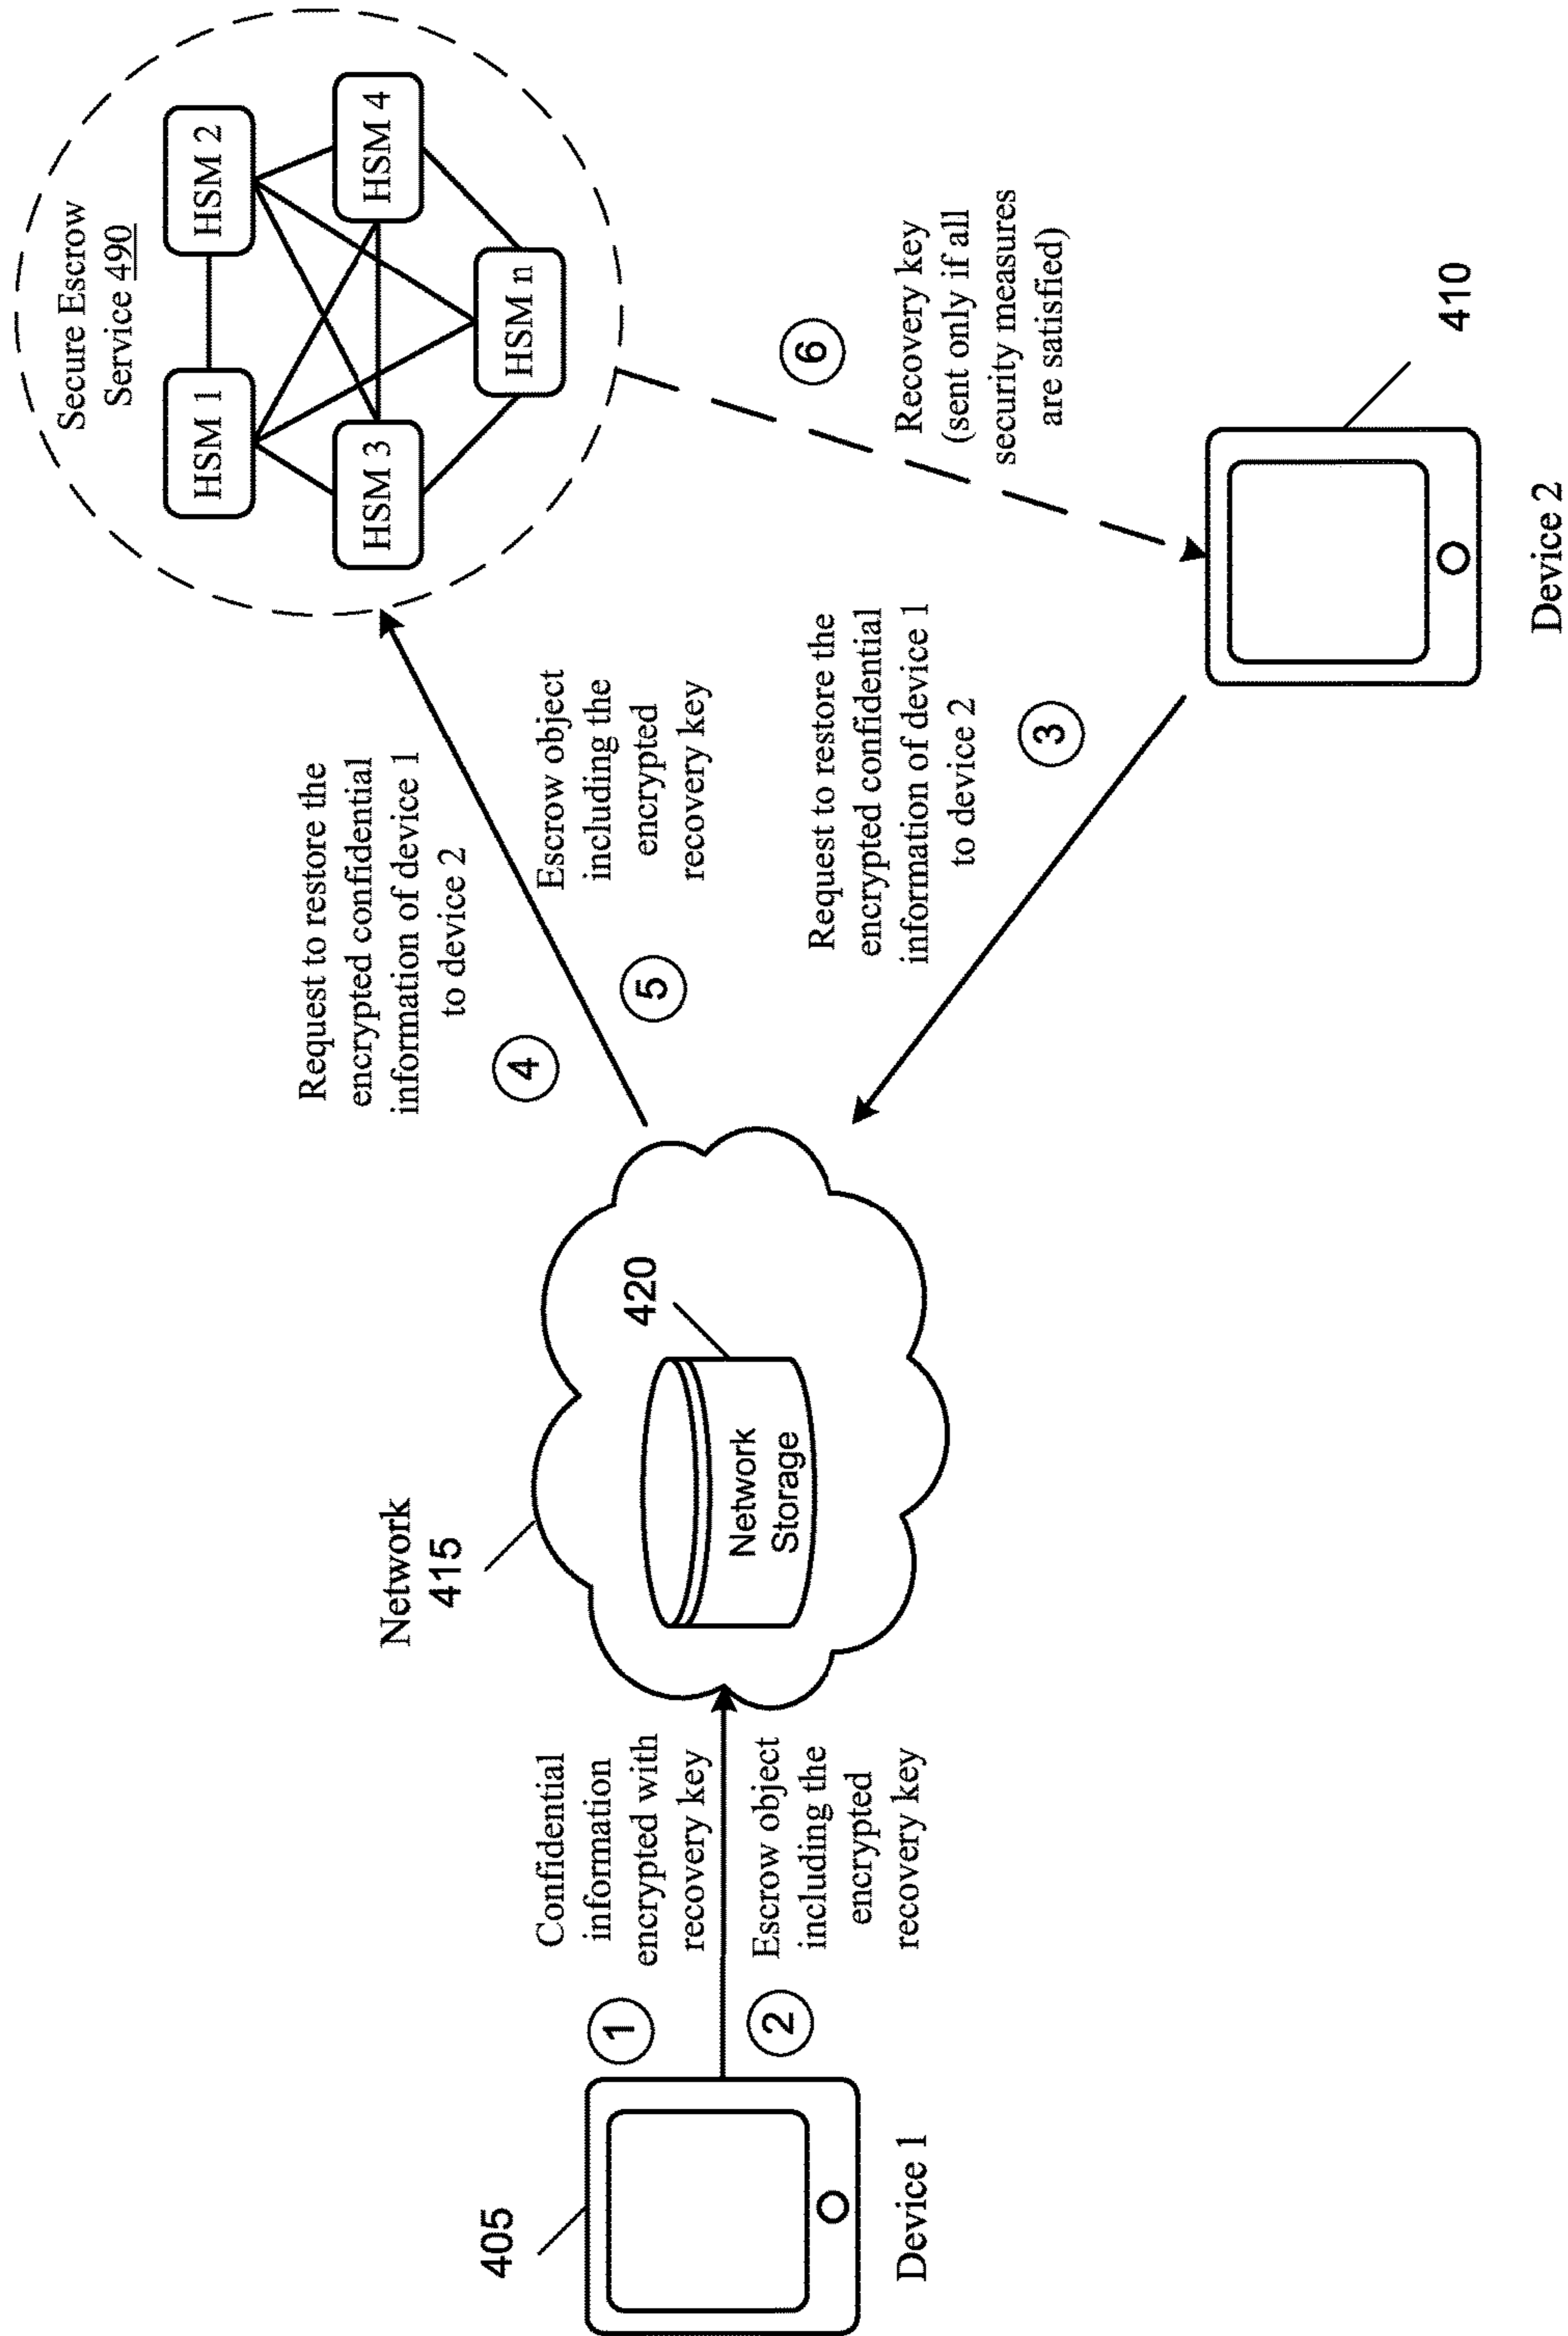 405
Device 1
1
Confidential
information
encrypted with
recovery key
2
Escrow object
including the
encrypted
recovery key
Network
415
420
Network
Storage
Request to restore the
encrypted confidential
information of device 1
to device 2
4
5
Escrow object
including the
encrypted
recovery key
Secure Escrow
Service 490
HSM 1
HSM 2
HSM 3
HSM 4
HSM n
Request to restore the
encrypted confidential
information of device 1
to device 2
3
6
Recovery key
(sent only if all
security measures
are satisfied)
410
Device 2